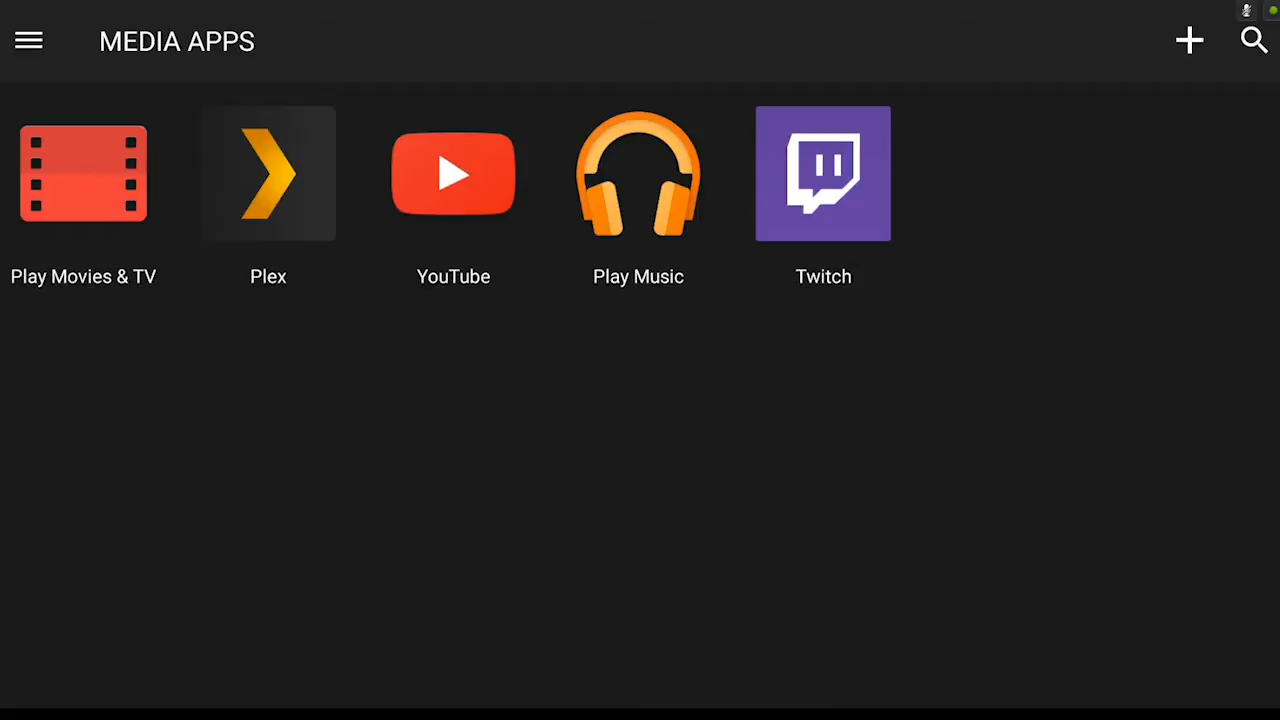 MEDIA APPS
Play Movies & TV
Plex
YouTube
Play Music
Twitch